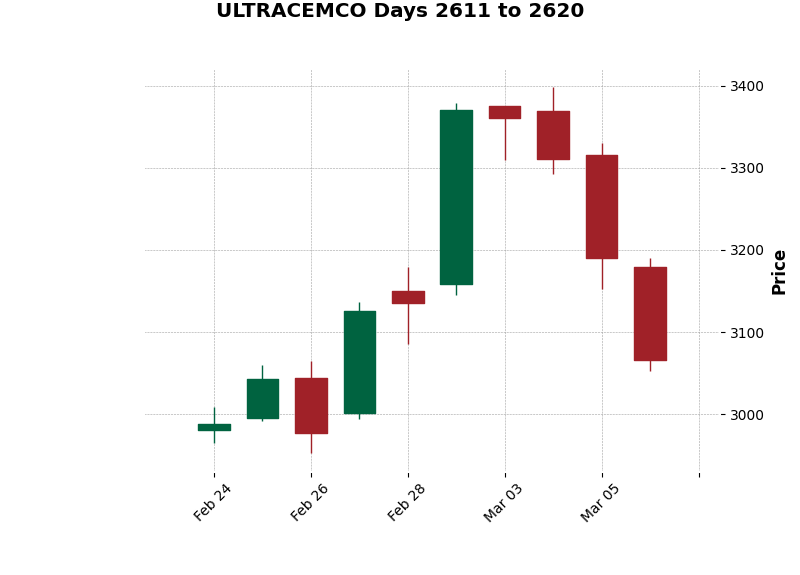 ULTRACEMCO Days 2611 to 2620
3400
3300
3200
3100
3000
Price
Feb 24
Feb 26
Feb 28
Mar 03
Mar 05